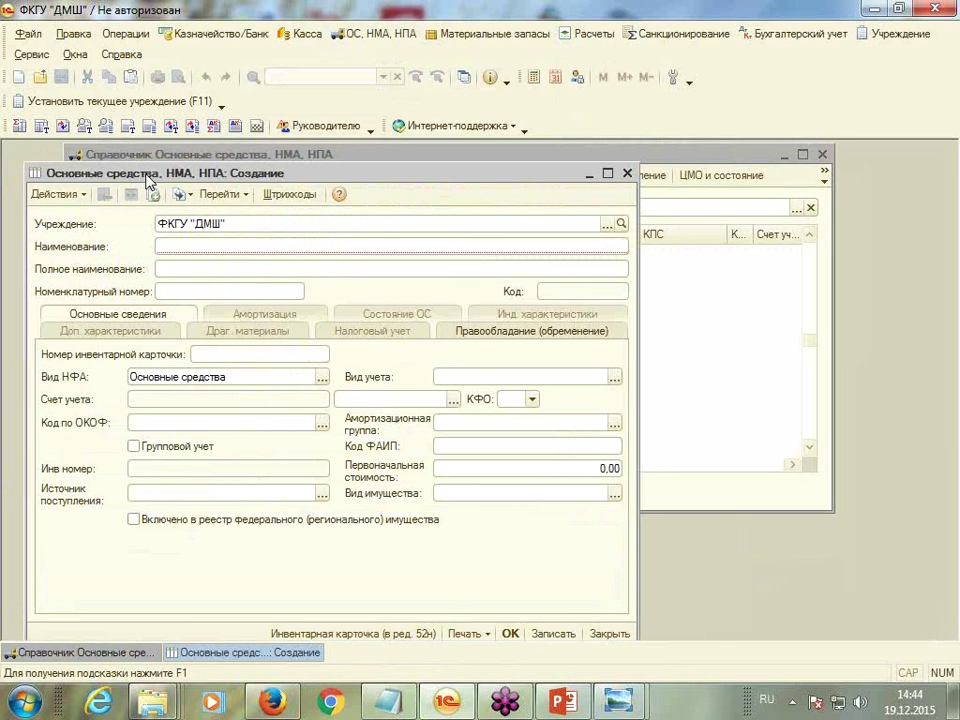 ФКГУ "ДМШ" / Не авторизован
Файл Правка Операции Казначейство/Банк Касса ОС, НМА, НПА Материальные запасы Расчеты Санкционирование Бухгалтерский учет Учреждение
Сервис Окна Справка
M M+ M-
Установить текущее учреждение (F11)
Руководителю Интернет-поддержка
Справочник Основные средства, НМА, НПА
Основные средства, НМА, НПА: Создание
ЦМО и состояние
Действия Перейти Штрихкоды
Учреждение: ФКГУ "ДМШ"
КПС К... Счет уч...
Наименование:
Полное наименование:
Номенклатурный номер: Код:
Основные сведения Амортизация Состояние ОС Инд. характеристики
Доп. характеристики Драг. материалы Налоговый учет Правообладание (обременение)
Номер инвентарной карточки:
Вид НФА: Основные средства Вид учета:
Счет учета: КФО:
Код по ОКОФ: Амортизационная группа:
Групповой учет Код ФАИП:
Инв номер: Первоначальная стоимость: 0,00
Источник поступления: Вид имущества:
Включено в реестр Федерального (регионального) имущества
Инвентарная карточка (в ред. 52н) Печать OK Записать Закрыть
Справочник Основные сре... Основные средс...: Создание
Для получения подсказки нажмите F1 CAP NUM
RU 14:44
19.12.2015